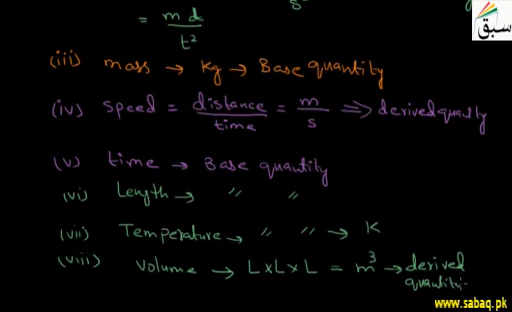 = md/t²
سبق
(iii) mass → Kg → Base quantity
(iv) speed = distance/time = m/s => derived quantity
(v) time → Base quantity
(vi) Length → " "
(vii) Temperature → " " → K
(viii) volume → L×L×L = m³ → derived quantity.
www.sabaq.pk